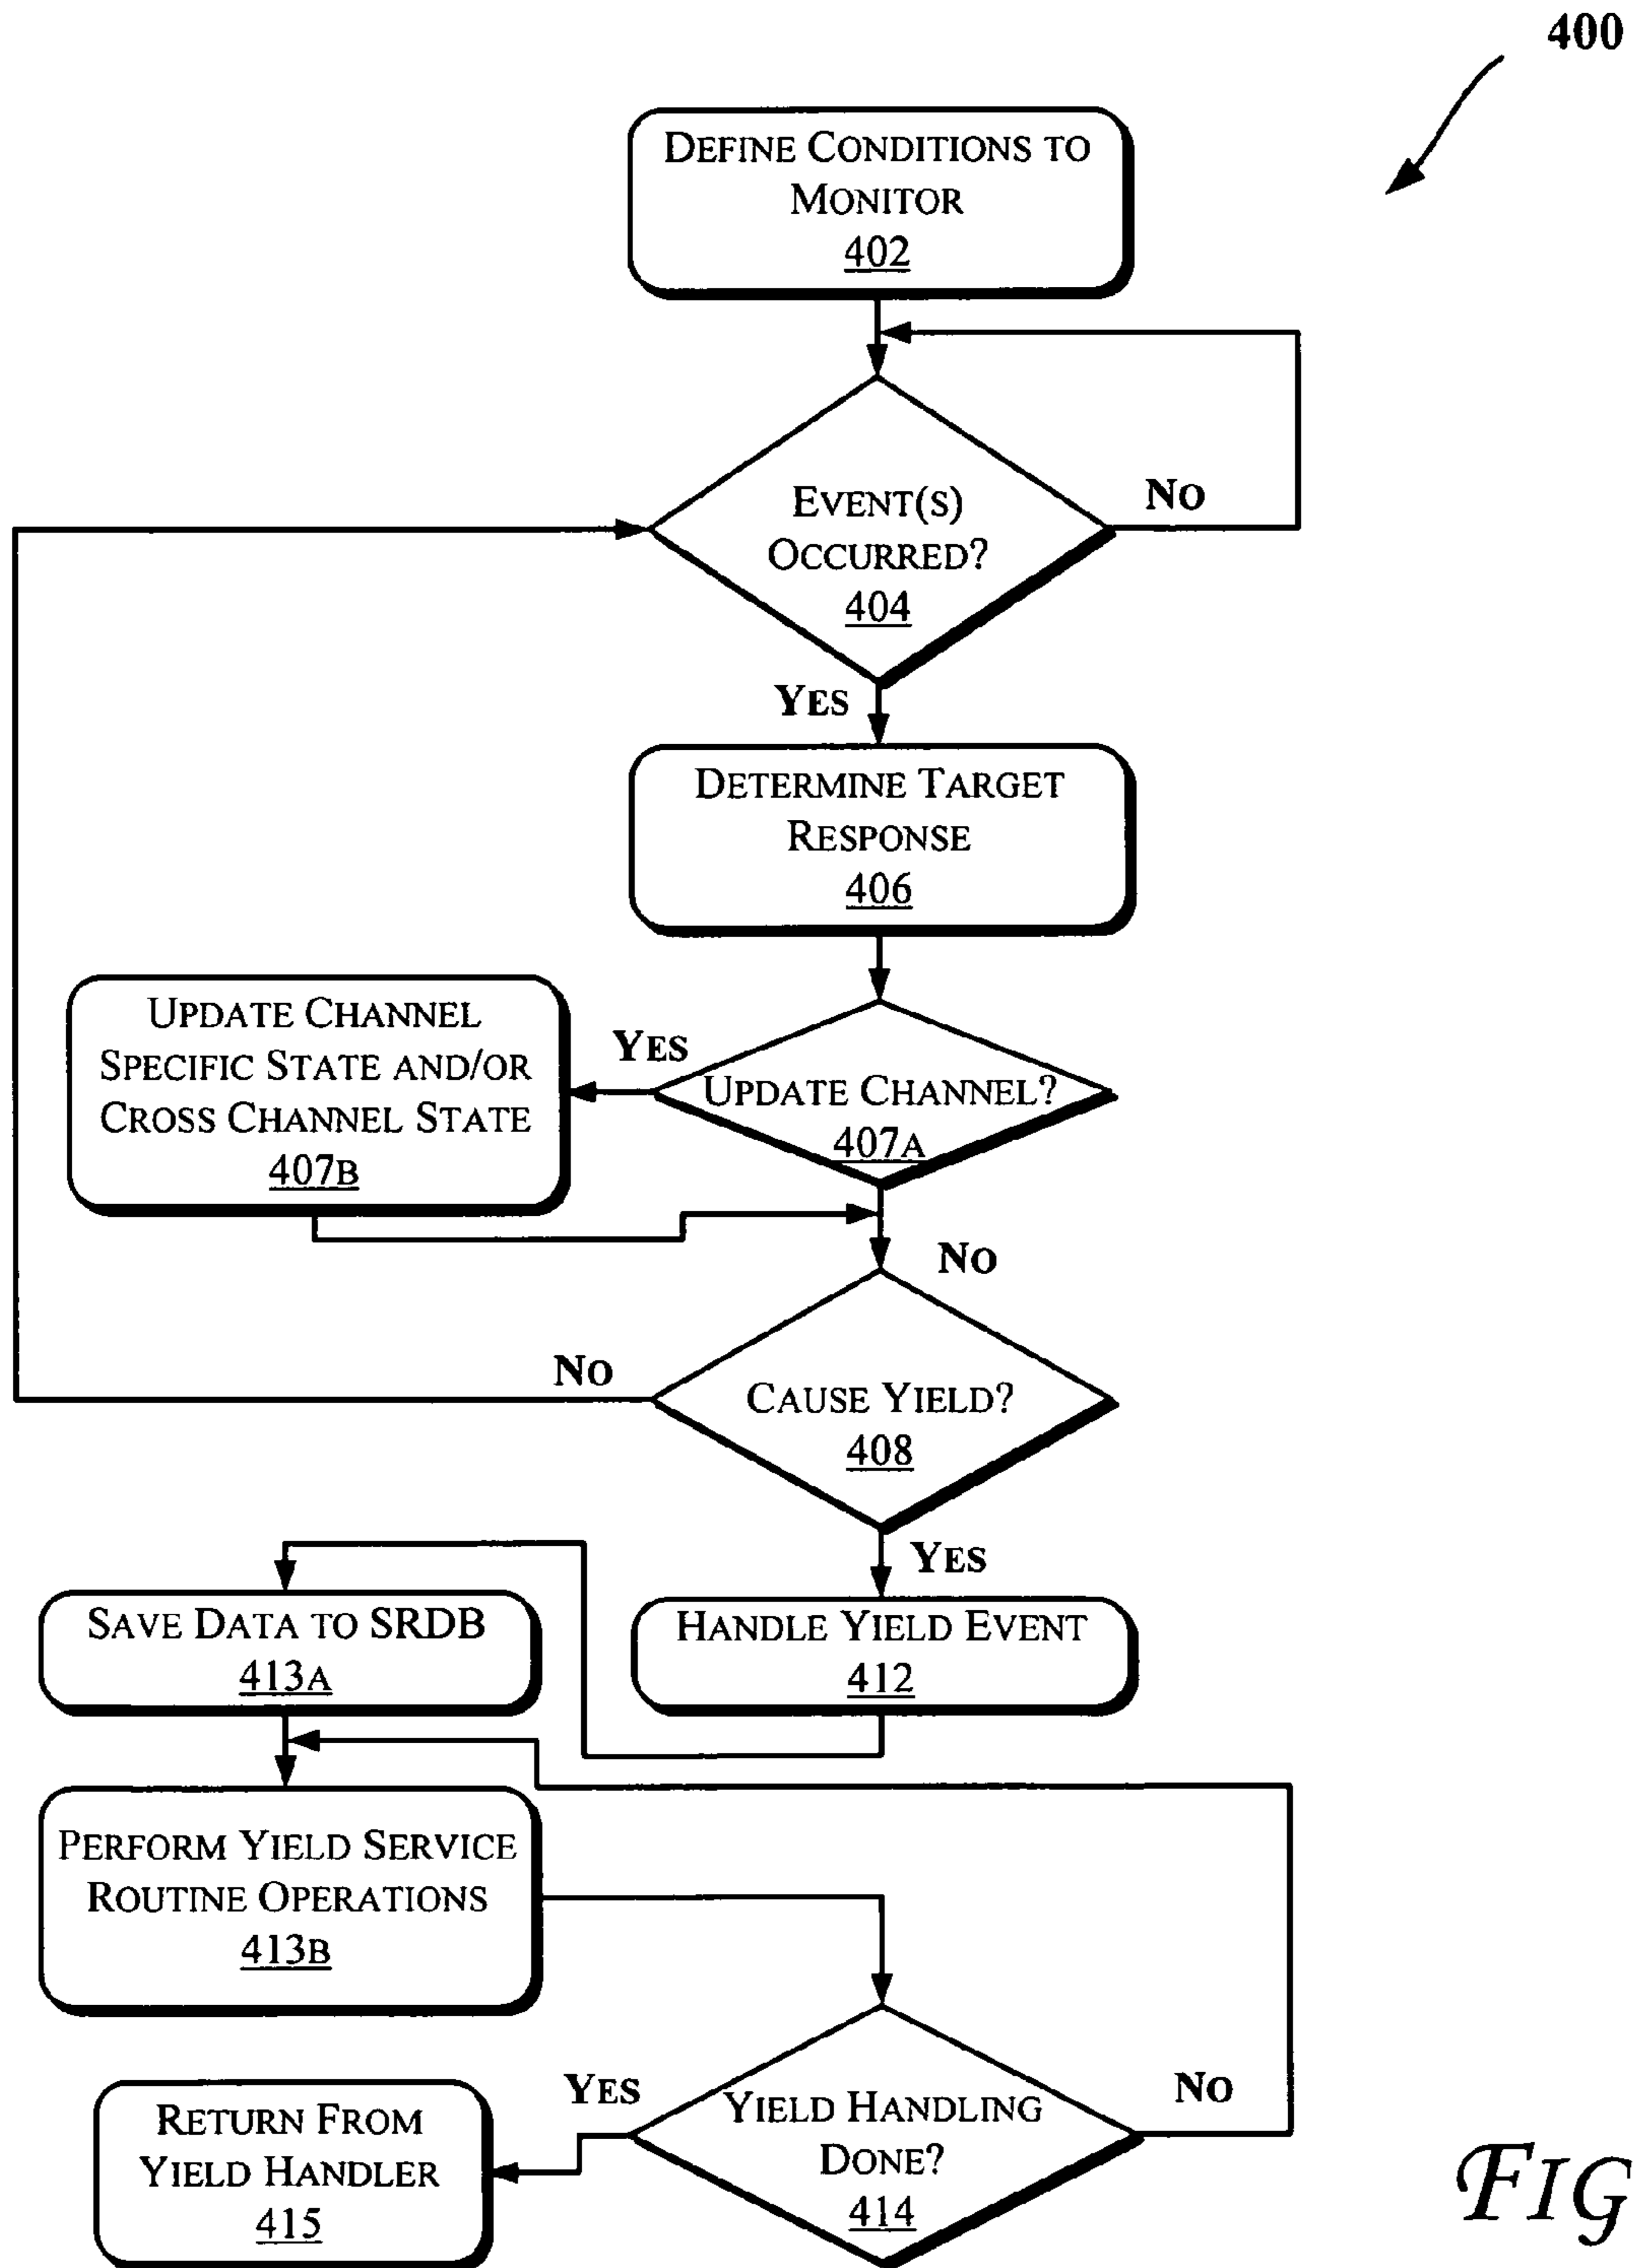 400
DEFINE CONDITIONS TO
MONITOR
402
NO
EVENT(S)
OCCURRED?
404
YES
DETERMINE TARGET
RESPONSE
406
UPDATE CHANNEL
SPECIFIC STATE AND/OR
CROSS CHANNEL STATE
407B
YES
UPDATE CHANNEL?
407A
NO
NO
CAUSE YIELD?
408
YES
SAVE DATA TO SRDB
413A
HANDLE YIELD EVENT
412
PERFORM YIELD SERVICE
ROUTINE OPERATIONS
413B
YES
NO
RETURN FROM
YIELD HANDLER
415
YIELD HANDLING
DONE?
414
FIG